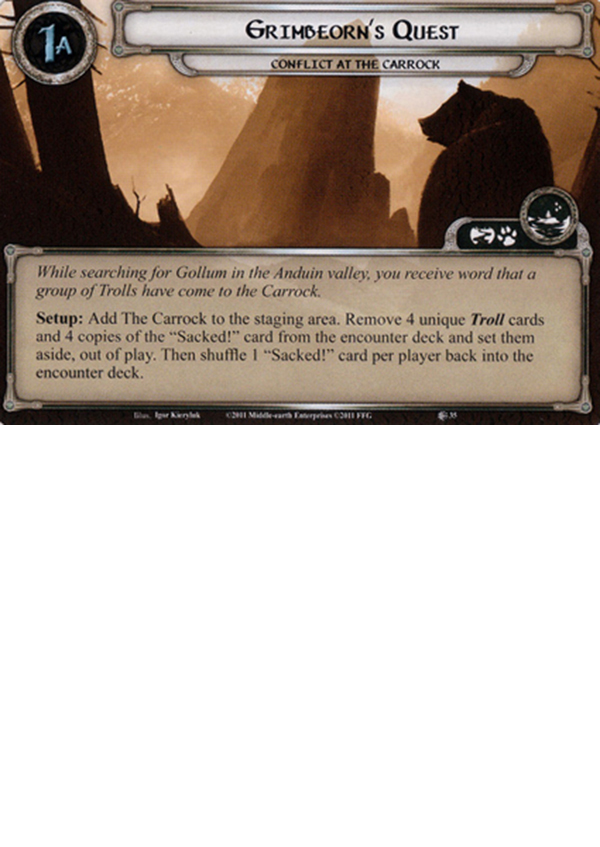 1A
Grimbeorn's Quest
Conflict at the Carrock
While searching for Gollum in the Anduin valley, you receive word that a
group of Trolls have come to the Carrock.
Setup: Add The Carrock to the staging area. Remove 4 unique Troll cards
and 4 copies of the “Sacked!” card from the encounter deck and set them
aside, out of play. Then shuffle 1 “Sacked!” card per player back into the
encounter deck.
Illus. Igor Kieryluk ©2011 Middle-earth Enterprises ©2011 FFG 35